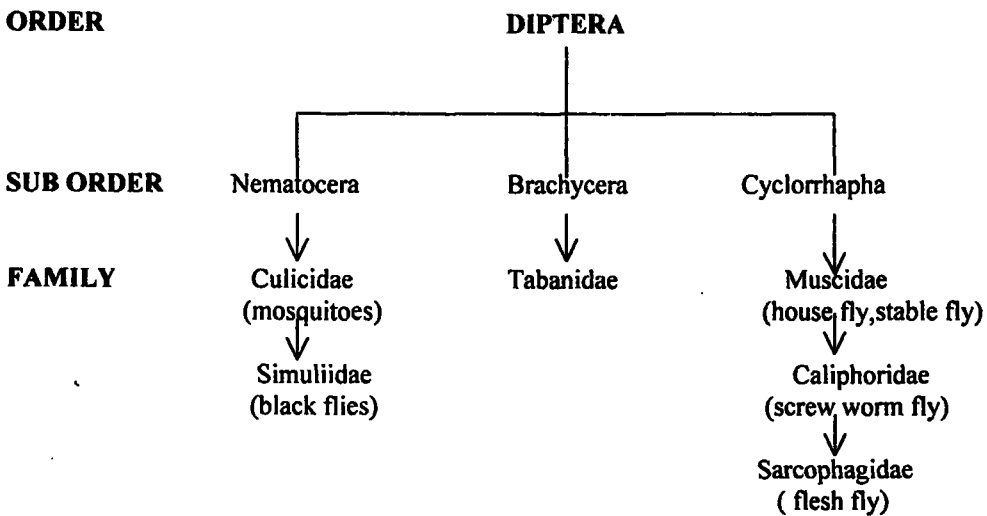 ORDER DIPTERA
SUB ORDER Nematocera Brachycera Cyclorrhapha
FAMILY Culicidae Tabanidae Muscidae
(mosquitoes) (house fly,stable fly)
Simuliidae Caliphoridae
(black flies) (screw worm fly)
Sarcophagidae
( flesh fly)